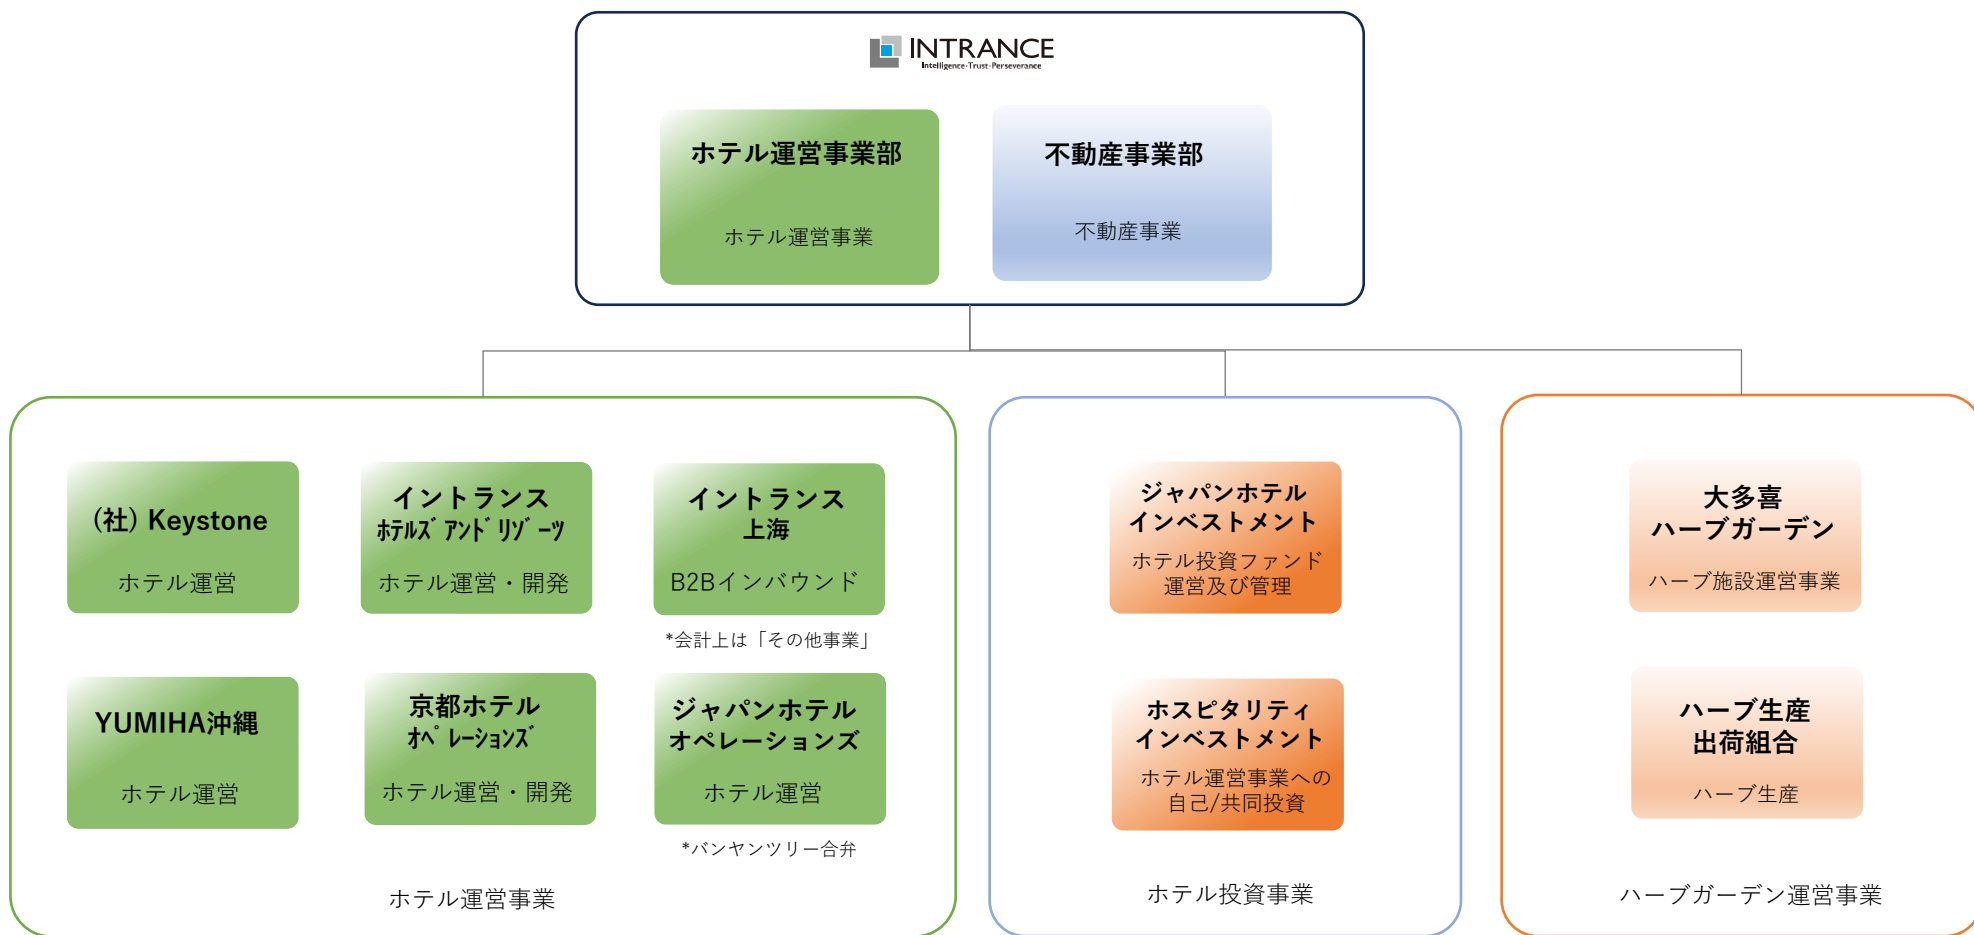 INTRANCE
Intelligence・Trust・Perseverance
ホテル運営事業部
ホテル運営事業
不動産事業部
不動産事業
(社) Keystone
ホテル運営
イントランス
ﾎﾃﾙｽﾞ ｱﾝﾄﾞ ﾘｿﾞｰﾂ
ホテル運営・開発
イントランス
上海
B2Bインバウンド
*会計上は「その他事業」
YUMIHA沖縄
ホテル運営
京都ホテル
ｵﾍﾟﾚｰｼｮﾝｽﾞ
ホテル運営・開発
ジャパンホテル
オペレーションズ
ホテル運営
*バンヤンツリー合弁
ホテル運営事業
ジャパンホテル
インベストメント
ホテル投資ファンド
運営及び管理
ホスピタリティ
インベストメント
ホテル運営事業への
自己/共同投資
ホテル投資事業
大多喜
ハーブガーデン
ハーブ施設運営事業
ハーブ生産
出荷組合
ハーブ生産
ハーブガーデン運営事業